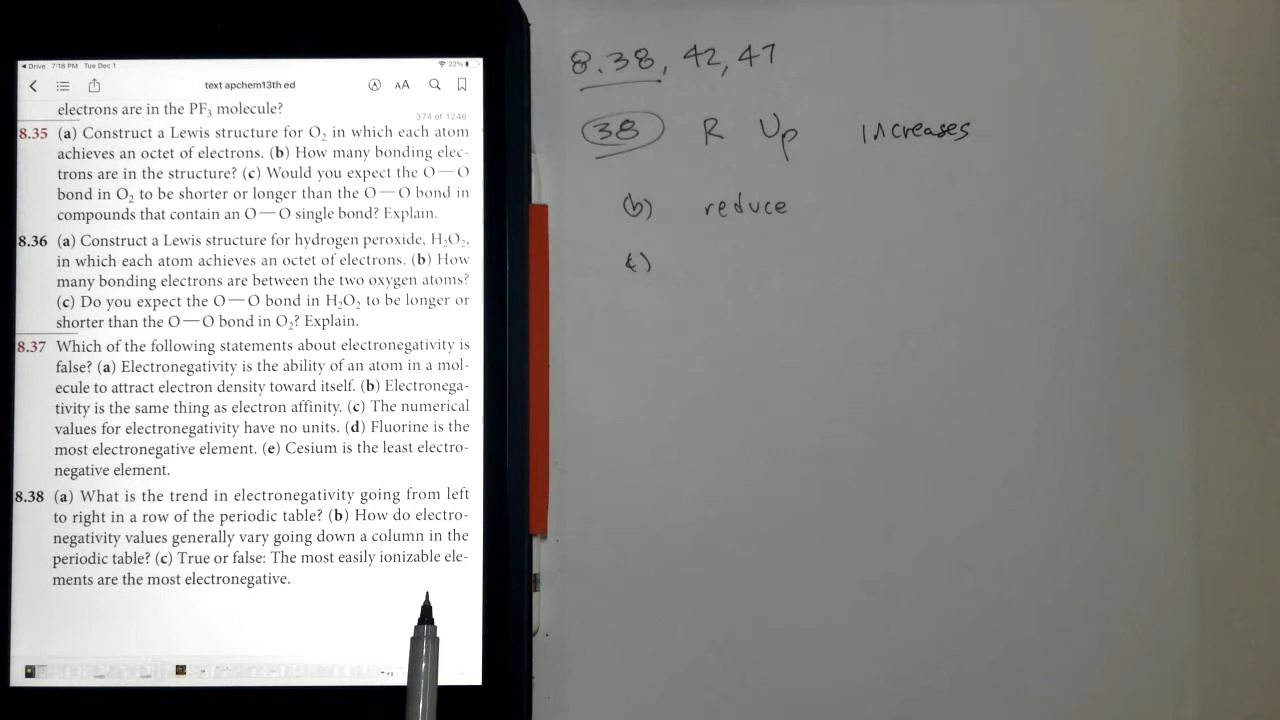 Drive 7:18 PM Tue Dec 1
22%
text apchem13th ed
AA
electrons are in the PF₃ molecule?
374 of 1246
8.35 (a) Construct a Lewis structure for O₂ in which each atom
achieves an octet of electrons. (b) How many bonding elec-
trons are in the structure? (c) Would you expect the O—O
bond in O₂ to be shorter or longer than the O—O bond in
compounds that contain an O—O single bond? Explain.
8.36 (a) Construct a Lewis structure for hydrogen peroxide, H₂O₂,
in which each atom achieves an octet of electrons. (b) How
many bonding electrons are between the two oxygen atoms?
(c) Do you expect the O—O bond in H₂O₂ to be longer or
shorter than the O—O bond in O₂? Explain.
8.37 Which of the following statements about electronegativity is
false? (a) Electronegativity is the ability of an atom in a mol-
ecule to attract electron density toward itself. (b) Electronega-
tivity is the same thing as electron affinity. (c) The numerical
values for electronegativity have no units. (d) Fluorine is the
most electronegative element. (e) Cesium is the least electro-
negative element.
8.38 (a) What is the trend in electronegativity going from left
to right in a row of the periodic table? (b) How do electro-
negativity values generally vary going down a column in the
periodic table? (c) True or false: The most easily ionizable ele-
ments are the most electronegative.
8.38, 42, 47
38 R Up increases
(b) reduce
(c)